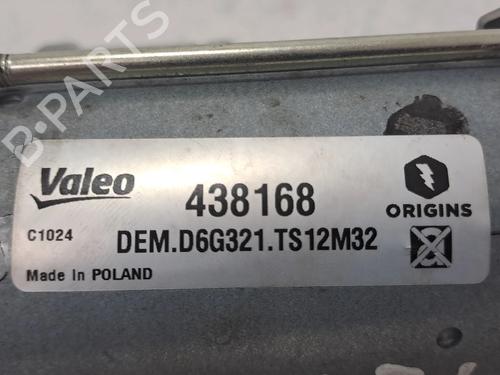 B-PARTS
Valeo
438168
ORIGINS
C1024
DEM.D6G321.TS12M32
Made In POLAND